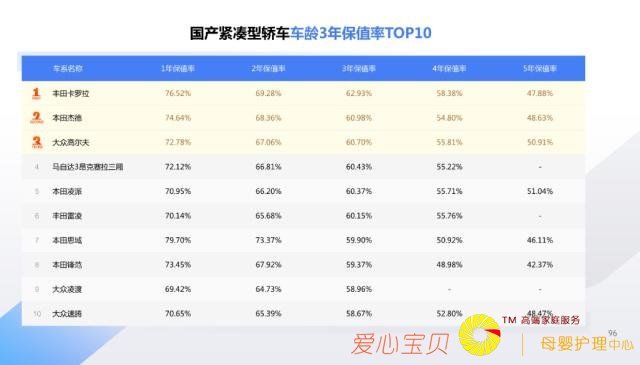 国产紧凑型轿车车龄3年保值率TOP10
车系名称 1年保值率 2年保值率 3年保值率 4年保值率 5年保值率
1 丰田卡罗拉 76.52% 69.28% 62.93% 58.38% 47.88%
2 本田杰德 74.64% 68.36% 60.98% 54.80% 48.63%
3 大众高尔夫 72.78% 67.06% 60.70% 55.81% 50.91%
4 马自达3昂克赛拉三厢 72.12% 66.81% 60.43% 55.22% -
5 本田凌派 70.95% 66.20% 60.37% 55.71% 51.04%
6 丰田雷凌 70.14% 65.68% 60.15% 55.76% -
7 本田思域 79.70% 73.37% 59.90% 50.92% 46.11%
8 本田锋范 73.45% 67.92% 59.37% 48.98% 42.37%
9 大众凌渡 69.42% 64.73% 58.96% - -
10 大众速腾 70.65% 65.39% 58.67% 52.80% 48.47%
TM 高端家庭服务
96
爱心宝贝 母婴护理中心